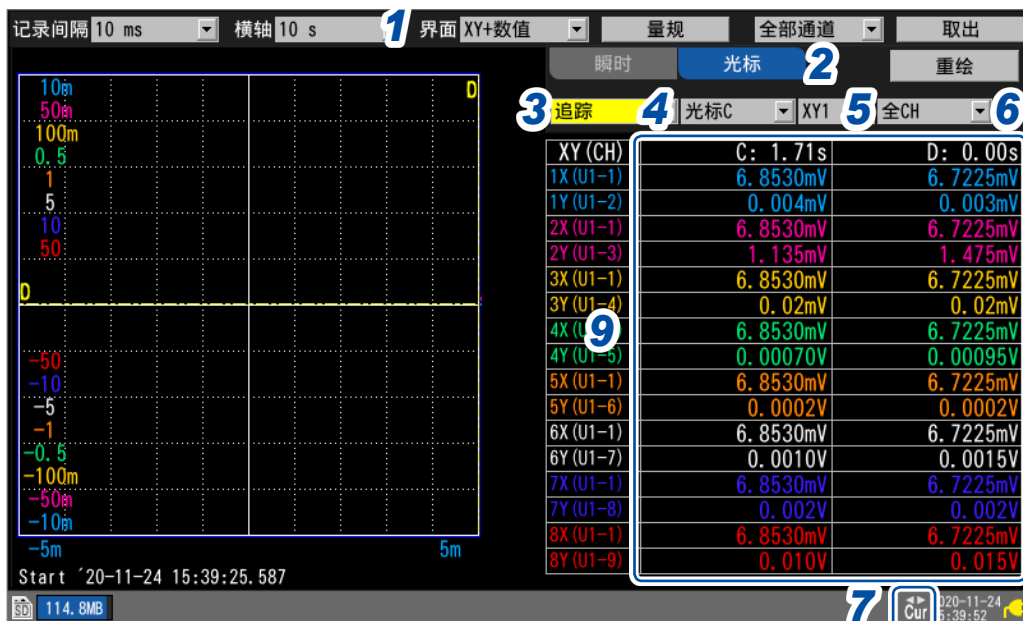 记录间隔 10 ms 横轴 10 s 1 界面 XY+数值 量规 全部通道 取出
瞬时 光标 2 重绘
3 追踪 4 光标C XY1 5 全CH 6
10m
50m
100m
0.5
1
5
10
50
D
D
-50
-10
-5
-1
-0.5
-100m
-50m
-10m
-5m 5m
Start ´20-11-24 15:39:25.587
XY(CH) C: 1.71s D: 0.00s
1X(U1-1) 6.8530mV 6.7225mV
1Y(U1-2) 0.004mV 0.003mV
2X(U1-1) 6.8530mV 6.7225mV
2Y(U1-3) 1.135mV 1.475mV
3X(U1-1) 6.8530mV 6.7225mV
3Y(U1-4) 0.02mV 0.02mV
9
4X(U 6.8530mV 6.7225mV
4Y(U1-5) 0.00070V 0.00095V
5X(U1-1) 6.8530mV 6.7225mV
5Y(U1-6) 0.0002V 0.0002V
6X(U1-1) 6.8530mV 6.7225mV
6Y(U1-7) 0.0010V 0.0015V
7X(U1-1) 6.8530mV 6.7225mV
7Y(U1-8) 0.002V 0.002V
8X(U1-1) 6.8530mV 6.7225mV
8Y(U1-9) 0.010V 0.015V
SD 114.8MB 7 Cur 020-11-24
5:39:52